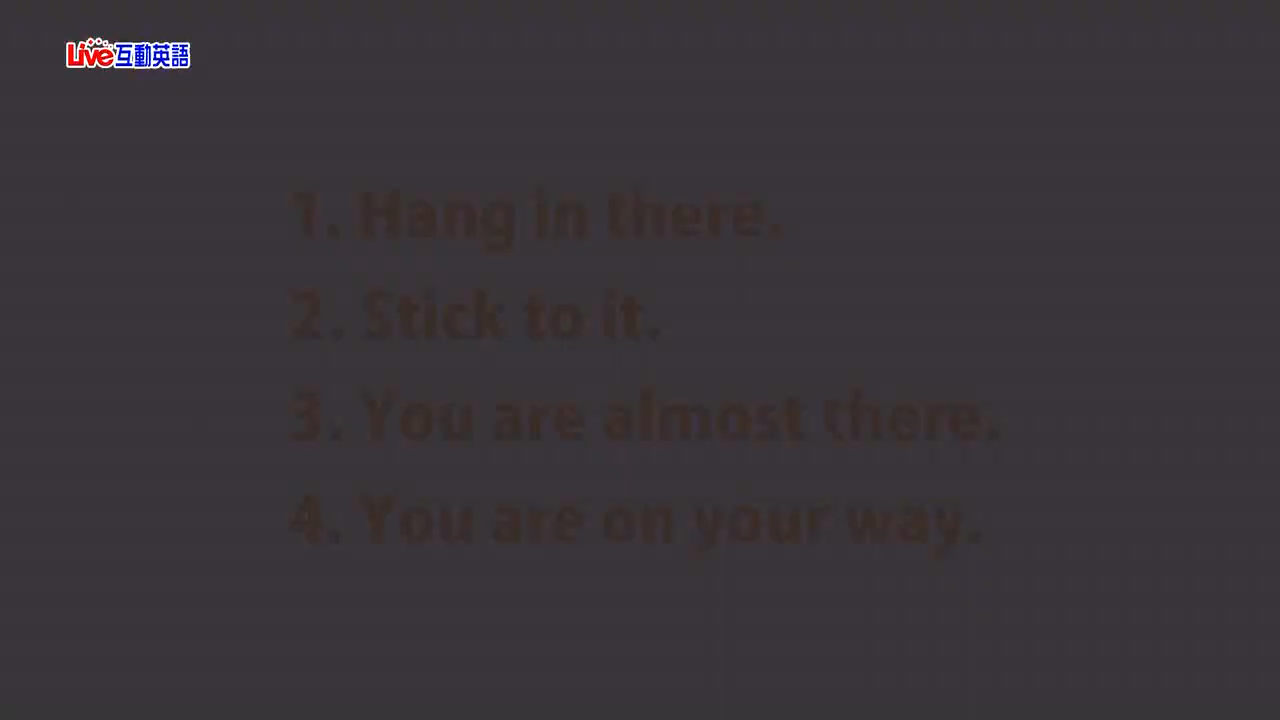 Live互動英語
1. Hang in there.
2. Stick to it.
3. You are almost there.
4. You are on your way.